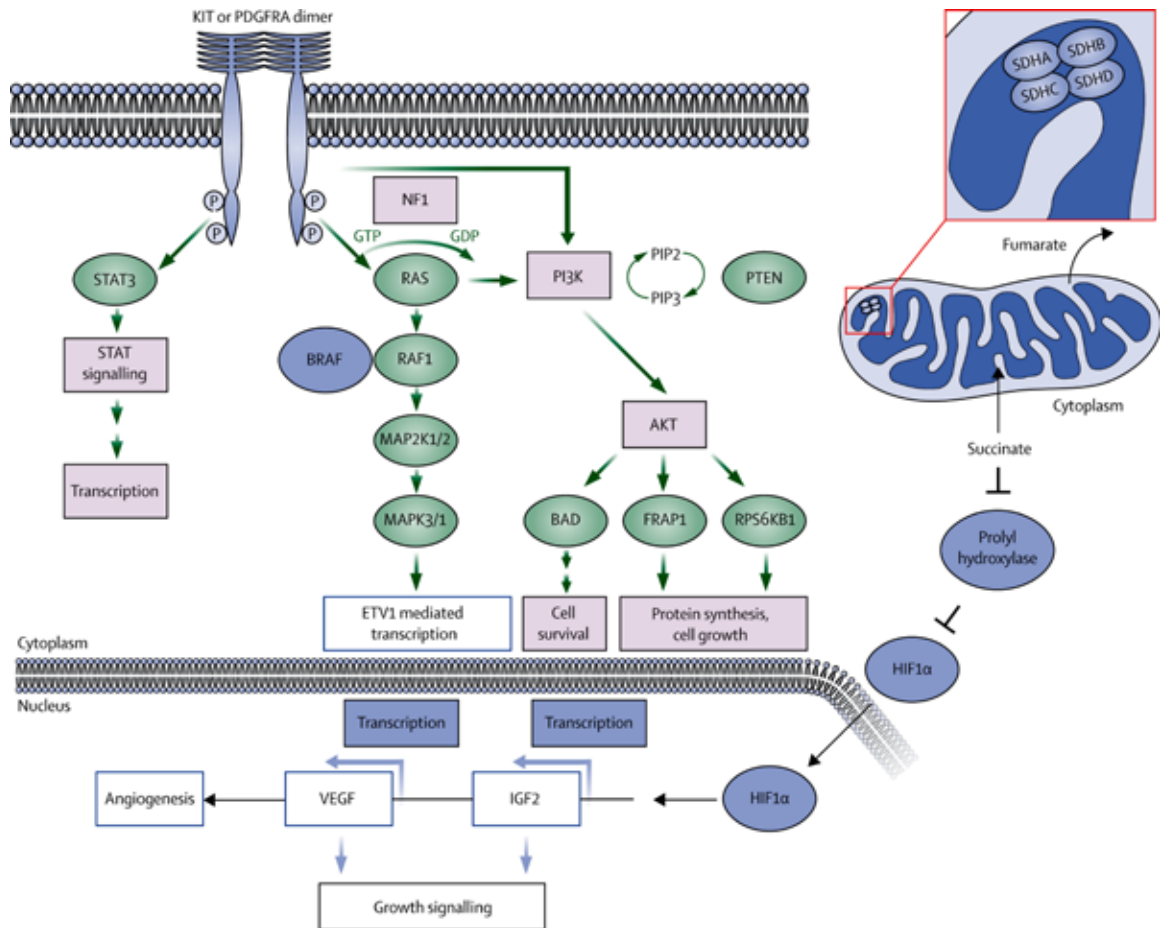 KIT or PDGFRA dimer
SDHA
SDHB
SDHC
SDHD
P
P
P
P
NF1
GTP
GDP
STAT3
RAS
PI3K
PIP2
PIP3
PTEN
Fumarate
STAT
signalling
BRAF
RAF1
Cytoplasm
MAP2K1/2
AKT
Succinate
Transcription
MAPK3/1
BAD
FRAP1
RPS6KB1
Prolyl
hydroxylase
ETV1 mediated
transcription
Cell
survival
Protein synthesis,
cell growth
Cytoplasm
HIF1α
Nucleus
Transcription
Transcription
Angiogenesis
VEGF
IGF2
HIF1α
Growth signalling